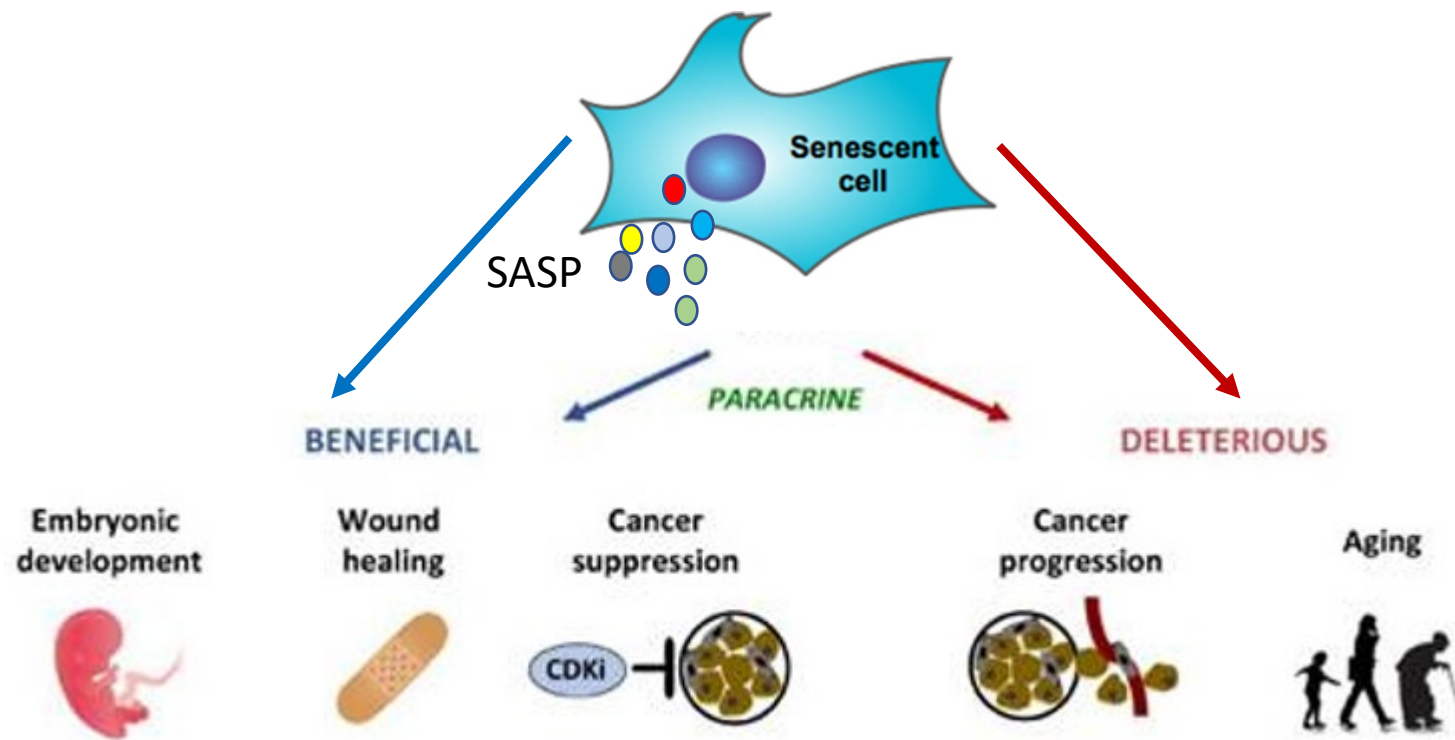 Senescent
cell
SASP
PARACRINE
BENEFICIAL
DELETERIOUS
Embryonic
development
Wound
healing
Cancer
suppression
Cancer
progression
Aging
CDKi